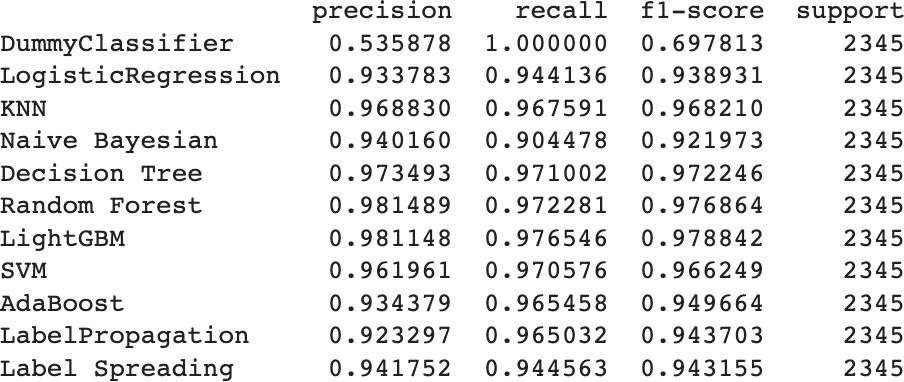 precision recall f1-score support
DummyClassifier 0.535878 1.000000 0.697813 2345
LogisticRegression 0.933783 0.944136 0.938931 2345
KNN 0.968830 0.967591 0.968210 2345
Naive Bayesian 0.940160 0.904478 0.921973 2345
Decision Tree 0.973493 0.971002 0.972246 2345
Random Forest 0.981489 0.972281 0.976864 2345
LightGBM 0.981148 0.976546 0.978842 2345
SVM 0.961961 0.970576 0.966249 2345
AdaBoost 0.934379 0.965458 0.949664 2345
LabelPropagation 0.923297 0.965032 0.943703 2345
Label Spreading 0.941752 0.944563 0.943155 2345